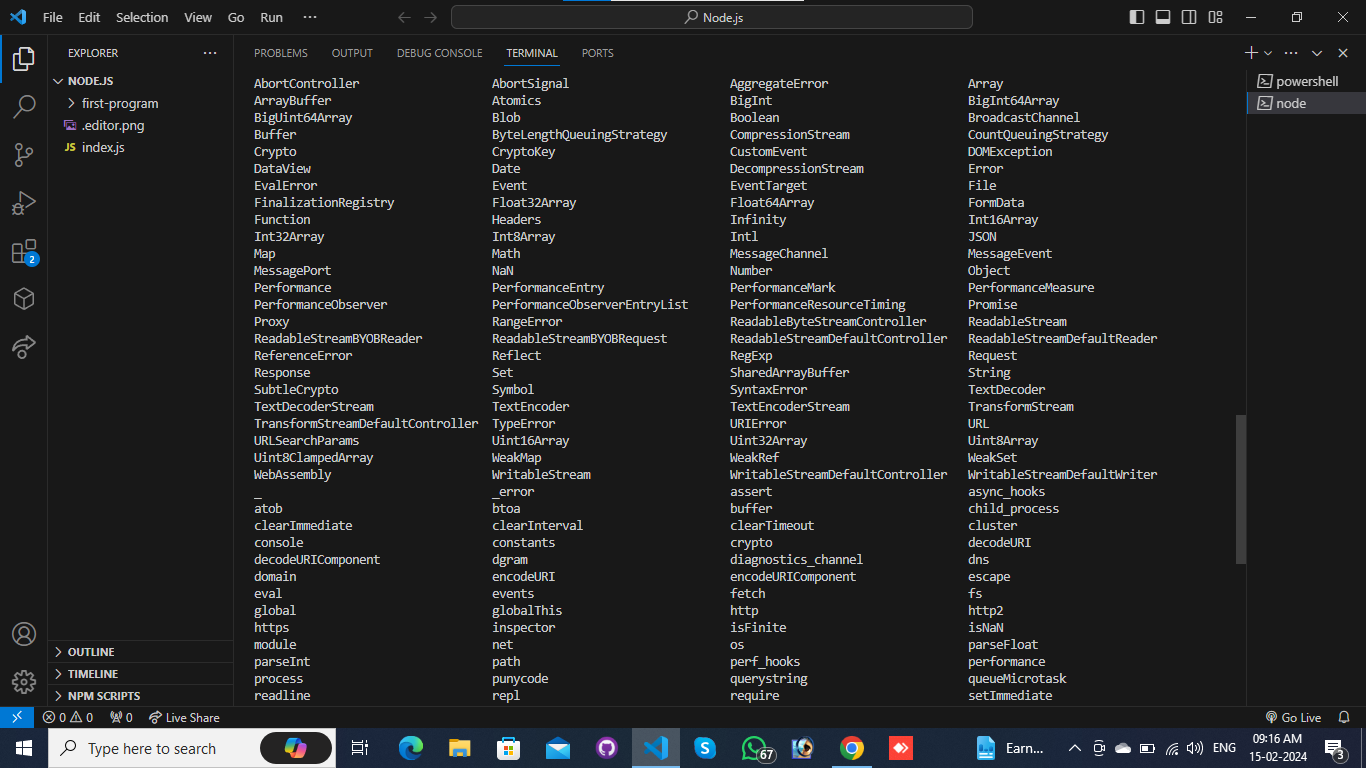 File Edit Selection View Go Run ···
Node.js
EXPLORER ···
NODE.JS
first-program
.editor.png
JS index.js
OUTLINE
TIMELINE
NPM SCRIPTS
2
PROBLEMS OUTPUT DEBUG CONSOLE TERMINAL PORTS
powershell
node
AbortController AbortSignal AggregateError Array
ArrayBuffer Atomics BigInt BigInt64Array
BigUint64Array Blob Boolean BroadcastChannel
Buffer ByteLengthQueuingStrategy CompressionStream CountQueuingStrategy
Crypto CryptoKey CustomEvent DOMException
DataView Date DecompressionStream Error
EvalError Event EventTarget File
FinalizationRegistry Float32Array Float64Array FormData
Function Headers Infinity Int16Array
Int32Array Int8Array Intl JSON
Map Math MessageChannel MessageEvent
MessagePort NaN Number Object
Performance PerformanceEntry PerformanceMark PerformanceMeasure
PerformanceObserver PerformanceObserverEntryList PerformanceResourceTiming Promise
Proxy RangeError ReadableByteStreamController ReadableStream
ReadableStreamBYOBReader ReadableStreamBYOBRequest ReadableStreamDefaultController ReadableStreamDefaultReader
ReferenceError Reflect RegExp Request
Response Set SharedArrayBuffer String
SubtleCrypto Symbol SyntaxError TextDecoder
TextDecoderStream TextEncoder TextEncoderStream TransformStream
TransformStreamDefaultController TypeError URIError URL
URLSearchParams Uint16Array Uint32Array Uint8Array
Uint8ClampedArray WeakMap WeakRef WeakSet
WebAssembly WritableStream WritableStreamDefaultController WritableStreamDefaultWriter
_ _error assert async_hooks
atob btoa buffer child_process
clearImmediate clearInterval clearTimeout cluster
console constants crypto decodeURI
decodeURIComponent dgram diagnostics_channel dns
domain encodeURI encodeURIComponent escape
eval events fetch fs
global globalThis http http2
https inspector isFinite isNaN
module net os parseFloat
parseInt path perf_hooks performance
process punycode querystring queueMicrotask
readline repl require setImmediate
0 0 0 Live Share
Go Live
Type here to search
67
Earn...
ENG
09:16 AM
15-02-2024
3